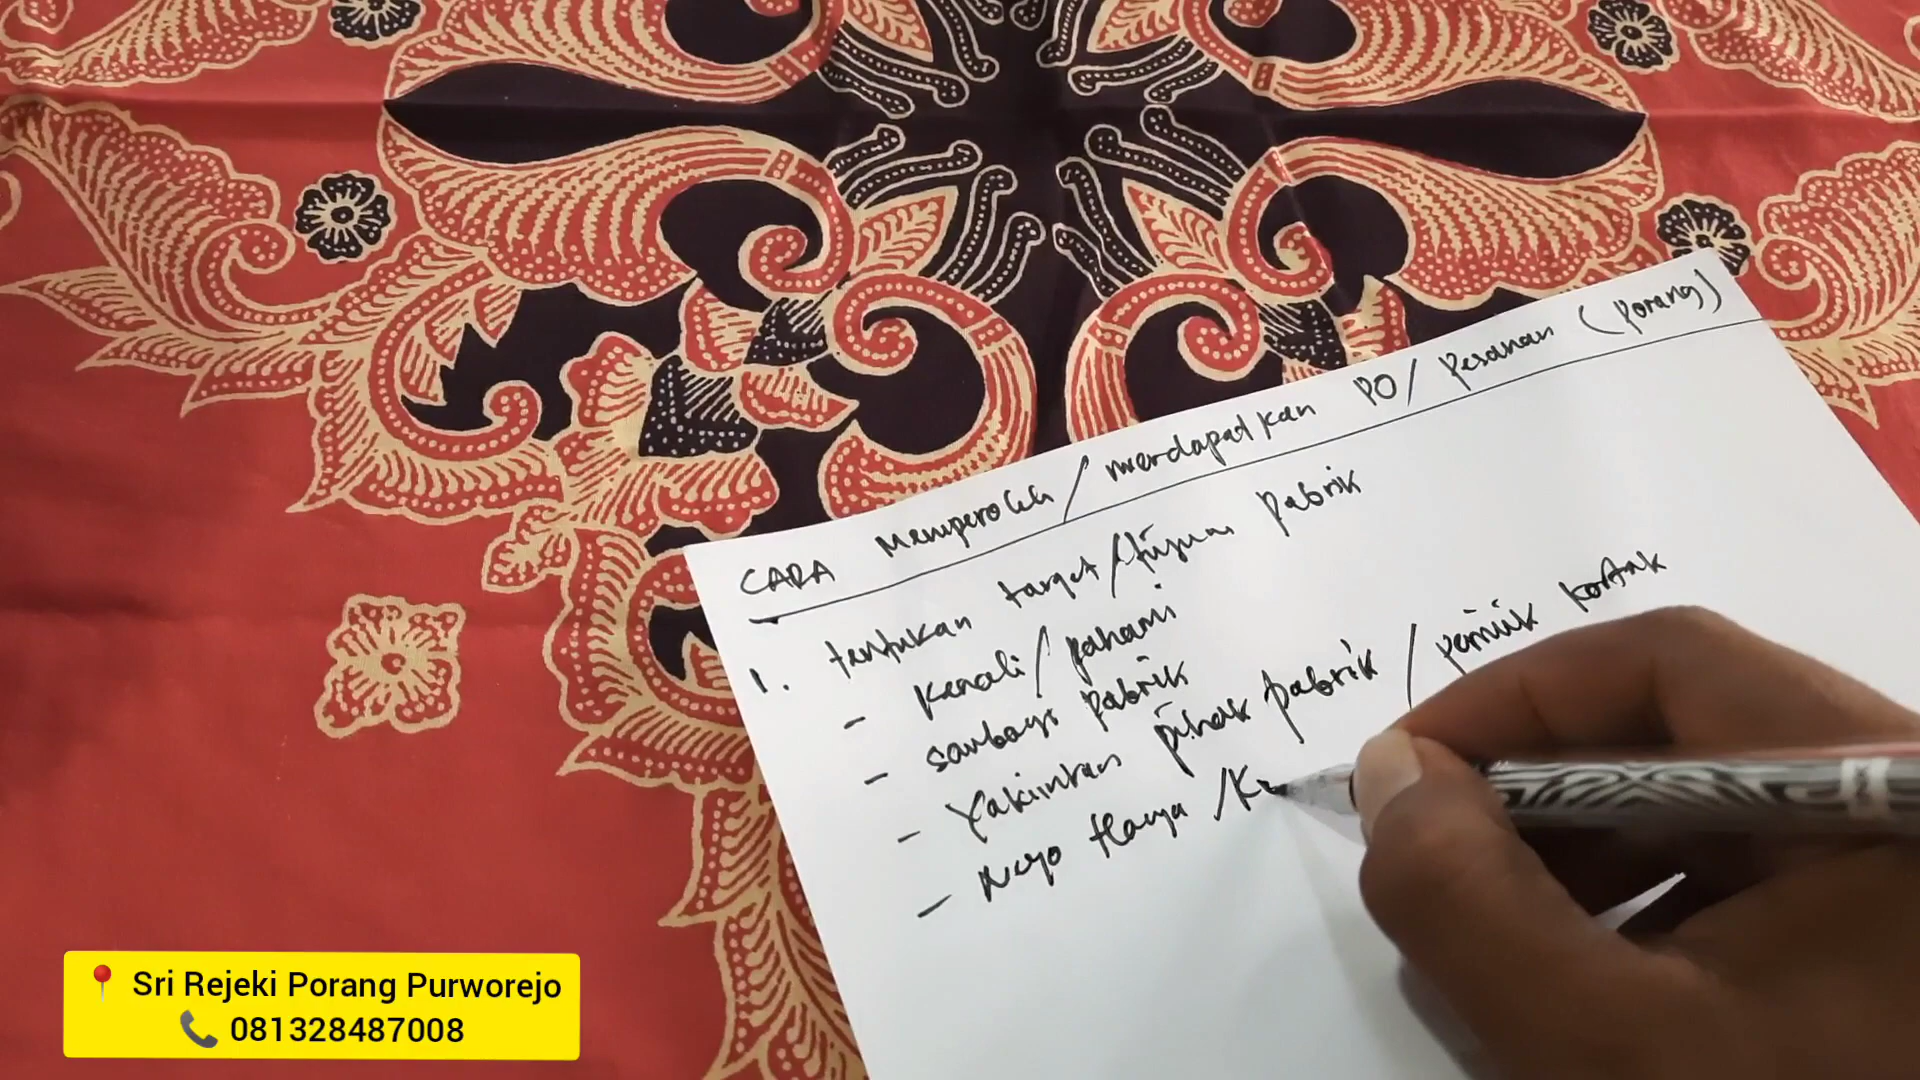 CARA Memperoleh / mendapatkan PO / Pesanan (Porang)
1. tentukan target / tujuan Pabrik
- Kenali / pahami
- Sambangi Pabrik
- Yakinkan pihak pabrik / pemilik kontrak
- Nego Harga / K
📍 Sri Rejeki Porang Purworejo
📞 081328487008